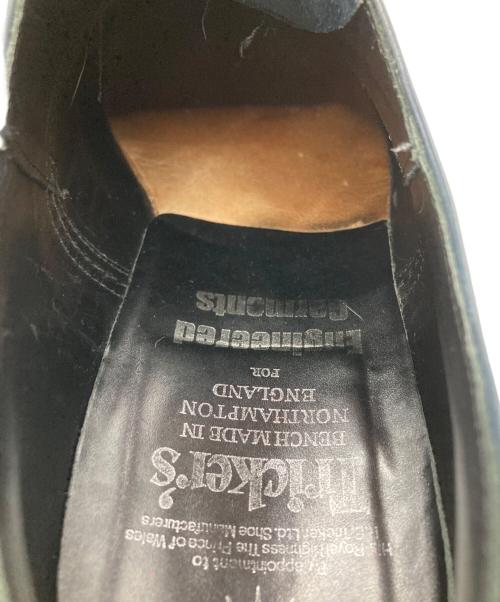 By appointment to
His Royal Highness The Prince of Wales
R.E. Tricker Ltd. Shoe Manufacturers
Tricker's
BENCH MADE IN
NORTHAMPTON
ENGLAND
FOR
Engineered
Garments